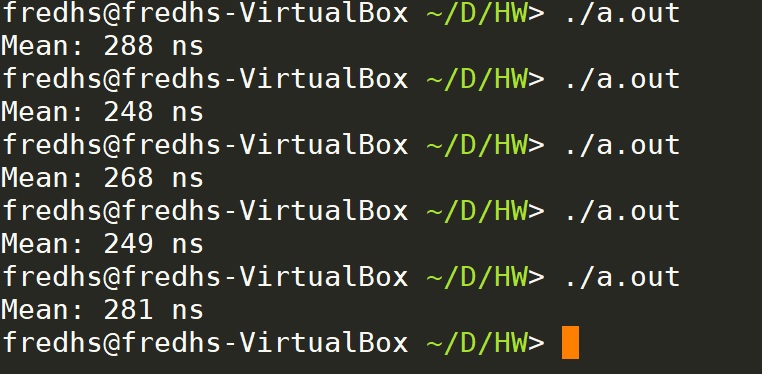 fredhs@fredhs-VirtualBox ~/D/HW> ./a.out
Mean: 288 ns
fredhs@fredhs-VirtualBox ~/D/HW> ./a.out
Mean: 248 ns
fredhs@fredhs-VirtualBox ~/D/HW> ./a.out
Mean: 268 ns
fredhs@fredhs-VirtualBox ~/D/HW> ./a.out
Mean: 249 ns
fredhs@fredhs-VirtualBox ~/D/HW> ./a.out
Mean: 281 ns
fredhs@fredhs-VirtualBox ~/D/HW>